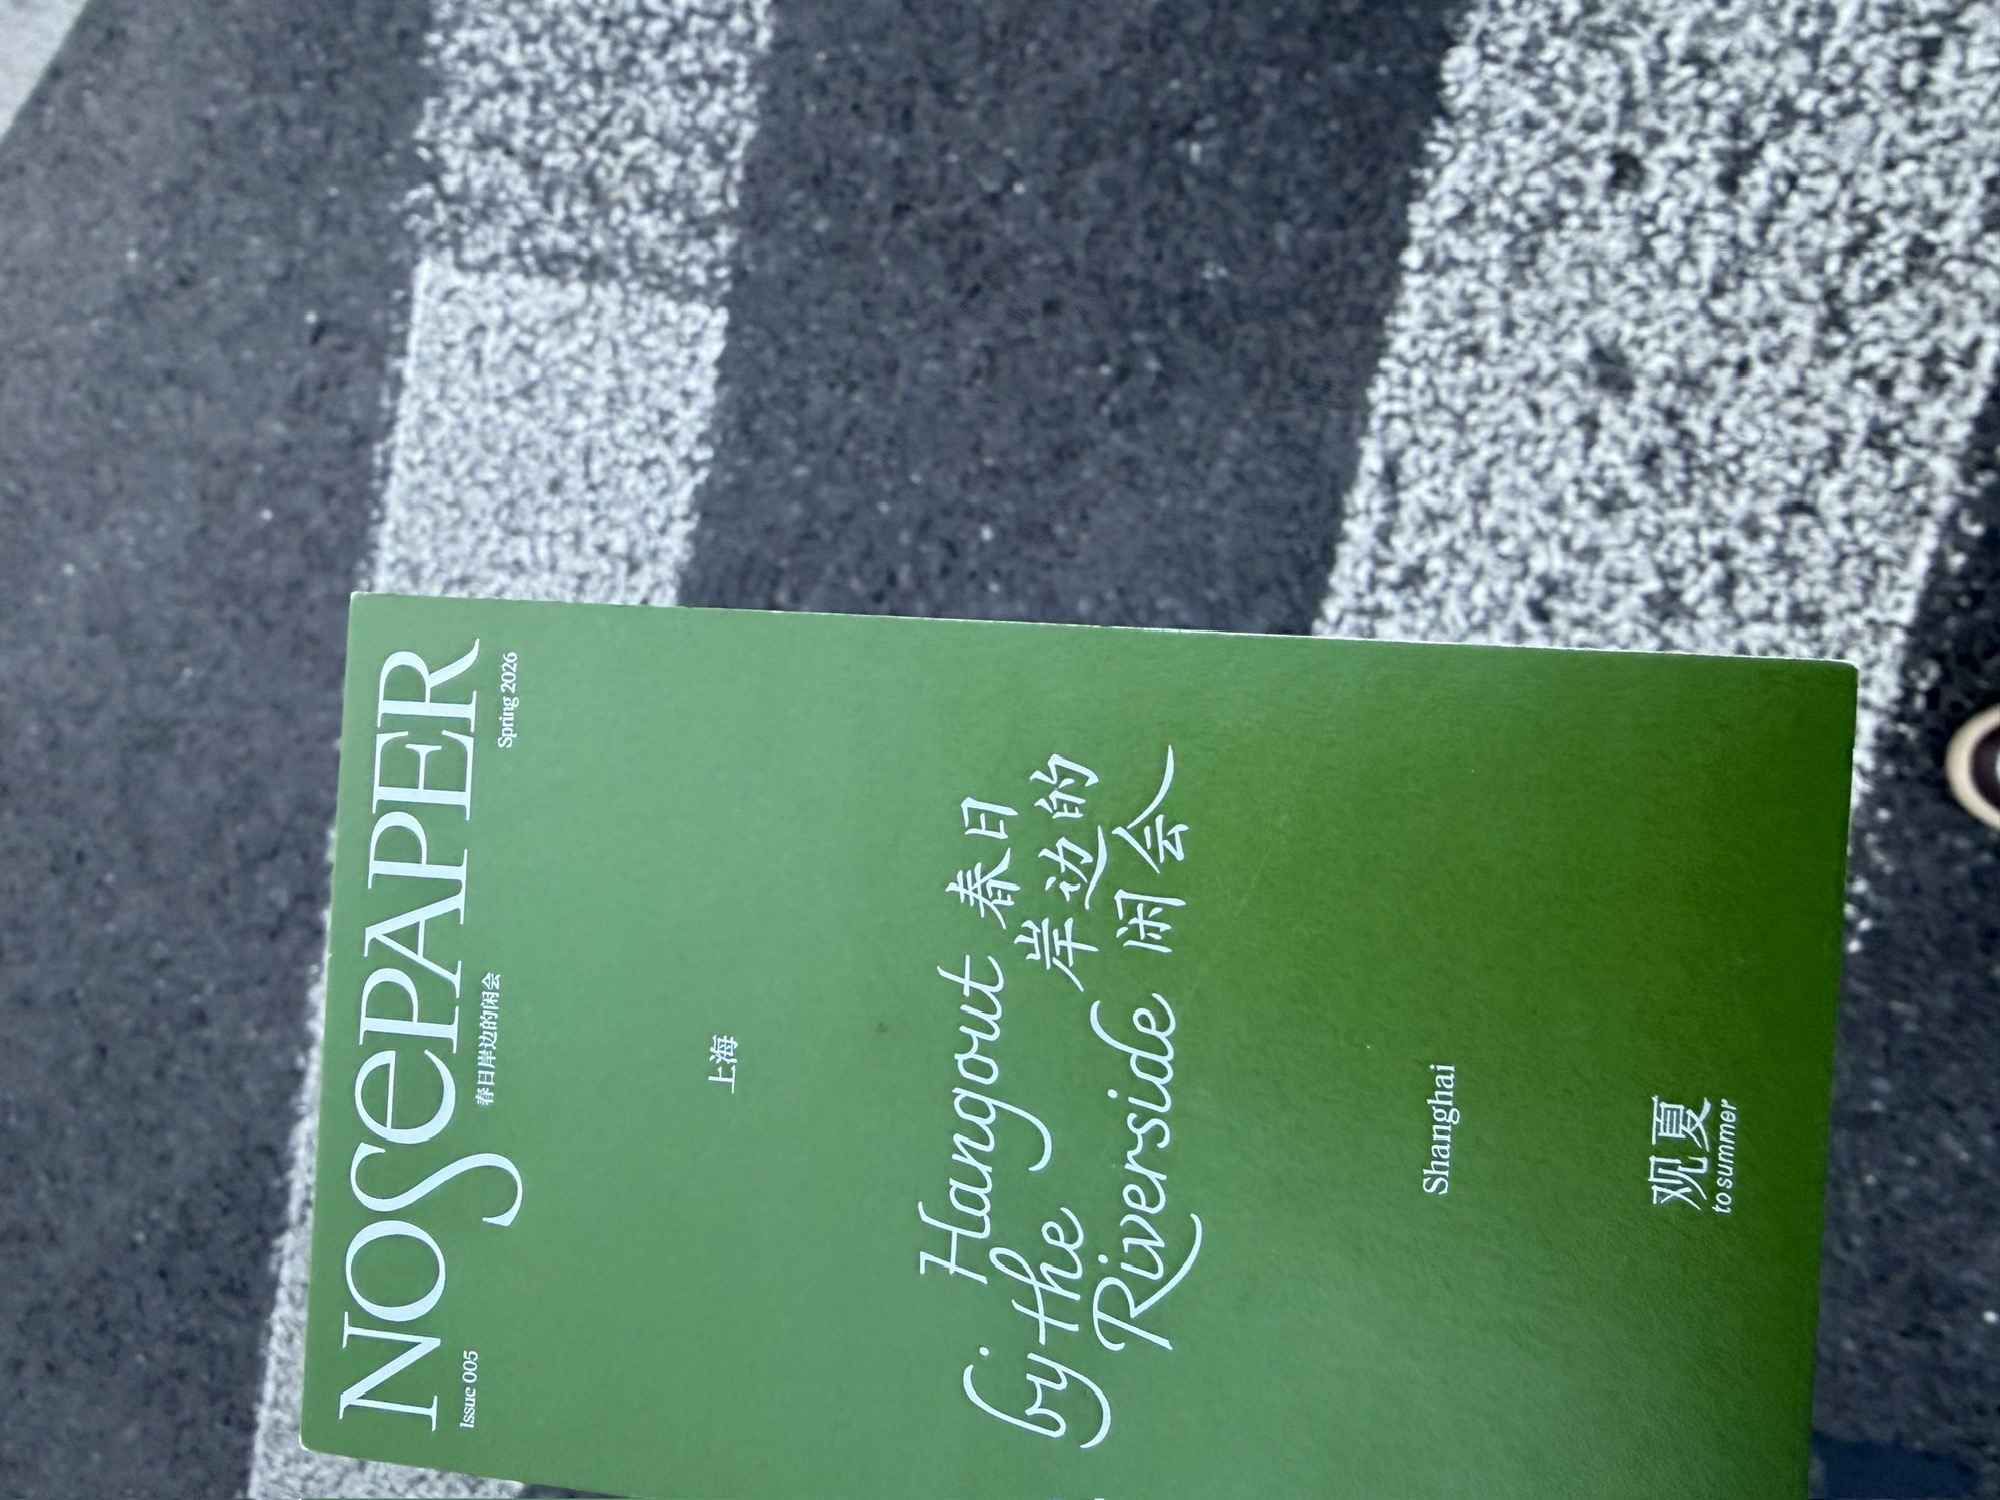 NOSePAPER
Issue 005
春日岸边的闲会
Spring 2026
上海
Hangout 春日
by the 岸边的
Riverside 闲会
Shanghai
观夏
to summer